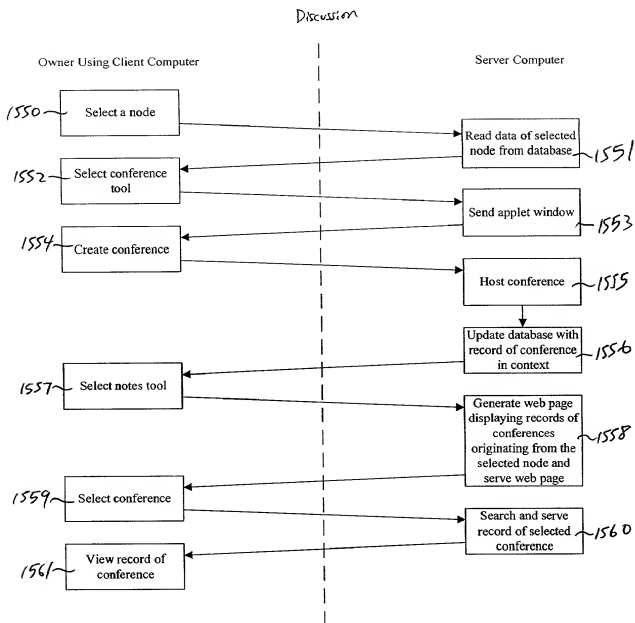 Discussion
Owner Using Client Computer
Server Computer
1550
Select a node
Read data of selected
node from database
1551
1552
Select conference
tool
Send applet window
1553
1554
Create conference
Host conference
1555
Update database with
record of conference
in context
1556
1557
Select notes tool
Generate web page
displaying records of
conferences
originating from the
selected node and
serve web page
1558
1559
Select conference
Search and serve
record of selected
conference
1560
1561
View record of
conference